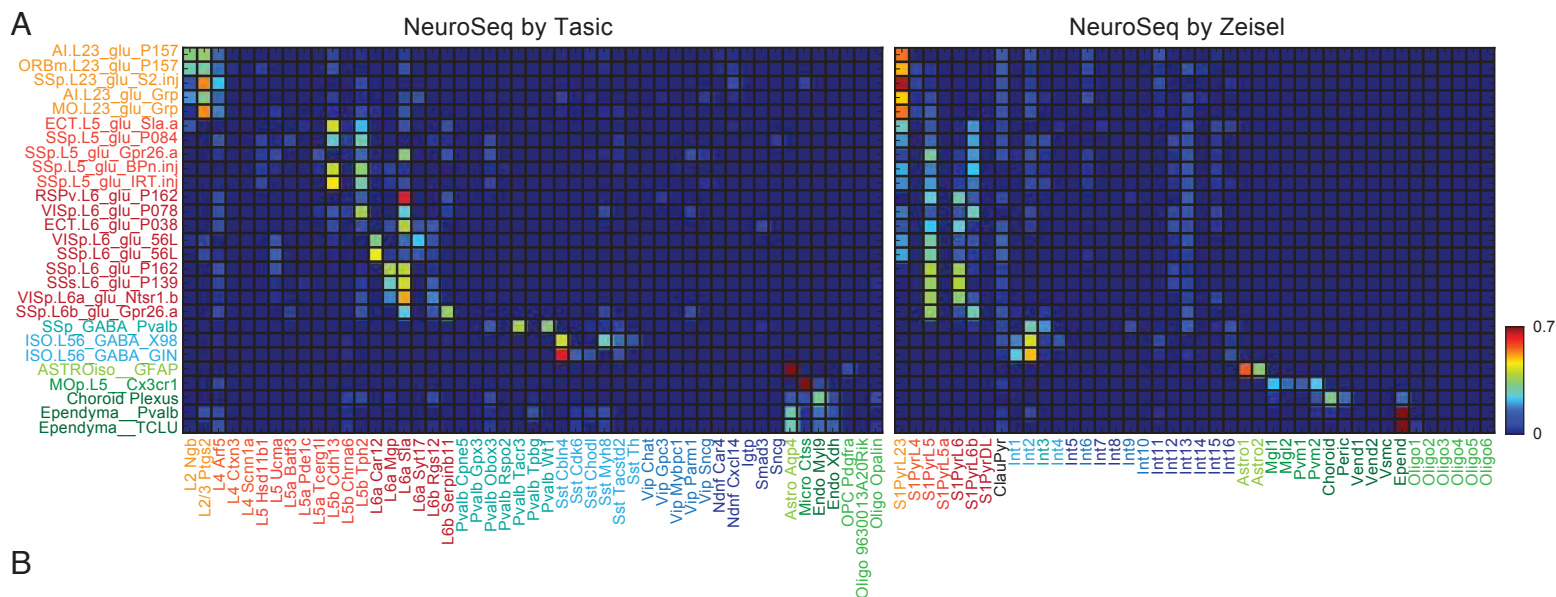 A
NeuroSeq by Tasic
NeuroSeq by Zeisel
AI.L23_glu_P157
ORBm.L23_glu_P157
SSp.L23_glu_S2.inj
AI.L23_glu_Grp
MO.L23_glu_Grp
ECT.L5_glu_Sla.a
SSp.L5_glu_P084
SSp.L5_glu_Gpr26.a
SSp.L5_glu_BPn.inj
SSp.L5_glu_IRT.inj
RSPv.L6_glu_P162
VISp.L6_glu_P078
ECT.L6_glu_P038
VISp.L6_glu_56L
SSp.L6_glu_56L
SSp.L6_glu_P162
SSs.L6_glu_P139
VISp.L6a_glu_Ntsr1.b
SSp.L6b_glu_Gpr26.a
SSp_GABA_Pvalb
ISO.L56_GABA_X98
ISO.L56_GABA_GIN
ASTROiso__GFAP
MOp.L5__Cx3cr1
Choroid Plexus
Ependyma__Pvalb
Ependyma__TCLU
0.7
0
L2 Ngb
L2/3 Ptgs2
L4 Arf5
L4 Ctxn3
L4 Scnn1a
L5 Hsd11b1
L5 Ucma
L5a Batf3
L5a Pde1c
L5a Tcerg1l
L5b Cdh13
L5b Chrna6
L5b Tph2
L6a Car12
L6a Mgp
L6a Sla
L6a Syt17
L6b Rgs12
L6b Serpinb11
Pvalb Cpne5
Pvalb Gpx3
Pvalb Obox3
Pvalb Rspo2
Pvalb Tacr3
Pvalb Tpbg
Pvalb Wt1
Sst Cbln4
Sst Cdk6
Sst Chodl
Sst Myh8
Sst Tacstd2
Sst Th
Vip Chat
Vip Gpc3
Vip Mybpc1
Vip Parm1
Vip Sncg
Ndnf Car4
Ndnf Cxcl14
Igtp
Smad3
Sncg
Astro Aqp4
Micro Ctss
Endo Myl9
Endo Xdh
OPC Pdgfra
Oligo 9630013A20Rik
Oligo Opalin
S1PyrL23
S1PyrL4
S1PyrL5
S1PyrL5a
S1PyrL6
S1PyrL6b
S1PyrDL
ClauPyr
Int1
Int2
Int3
Int4
Int5
Int6
Int7
Int8
Int9
Int10
Int11
Int12
Int13
Int14
Int15
Int16
Astro1
Astro2
Mgl1
Mgl2
Pvm1
Pvm2
Choroid
Peric
Vend1
Vend2
Vsmc
Epend
Oligo1
Oligo2
Oligo3
Oligo4
Oligo5
Oligo6
B